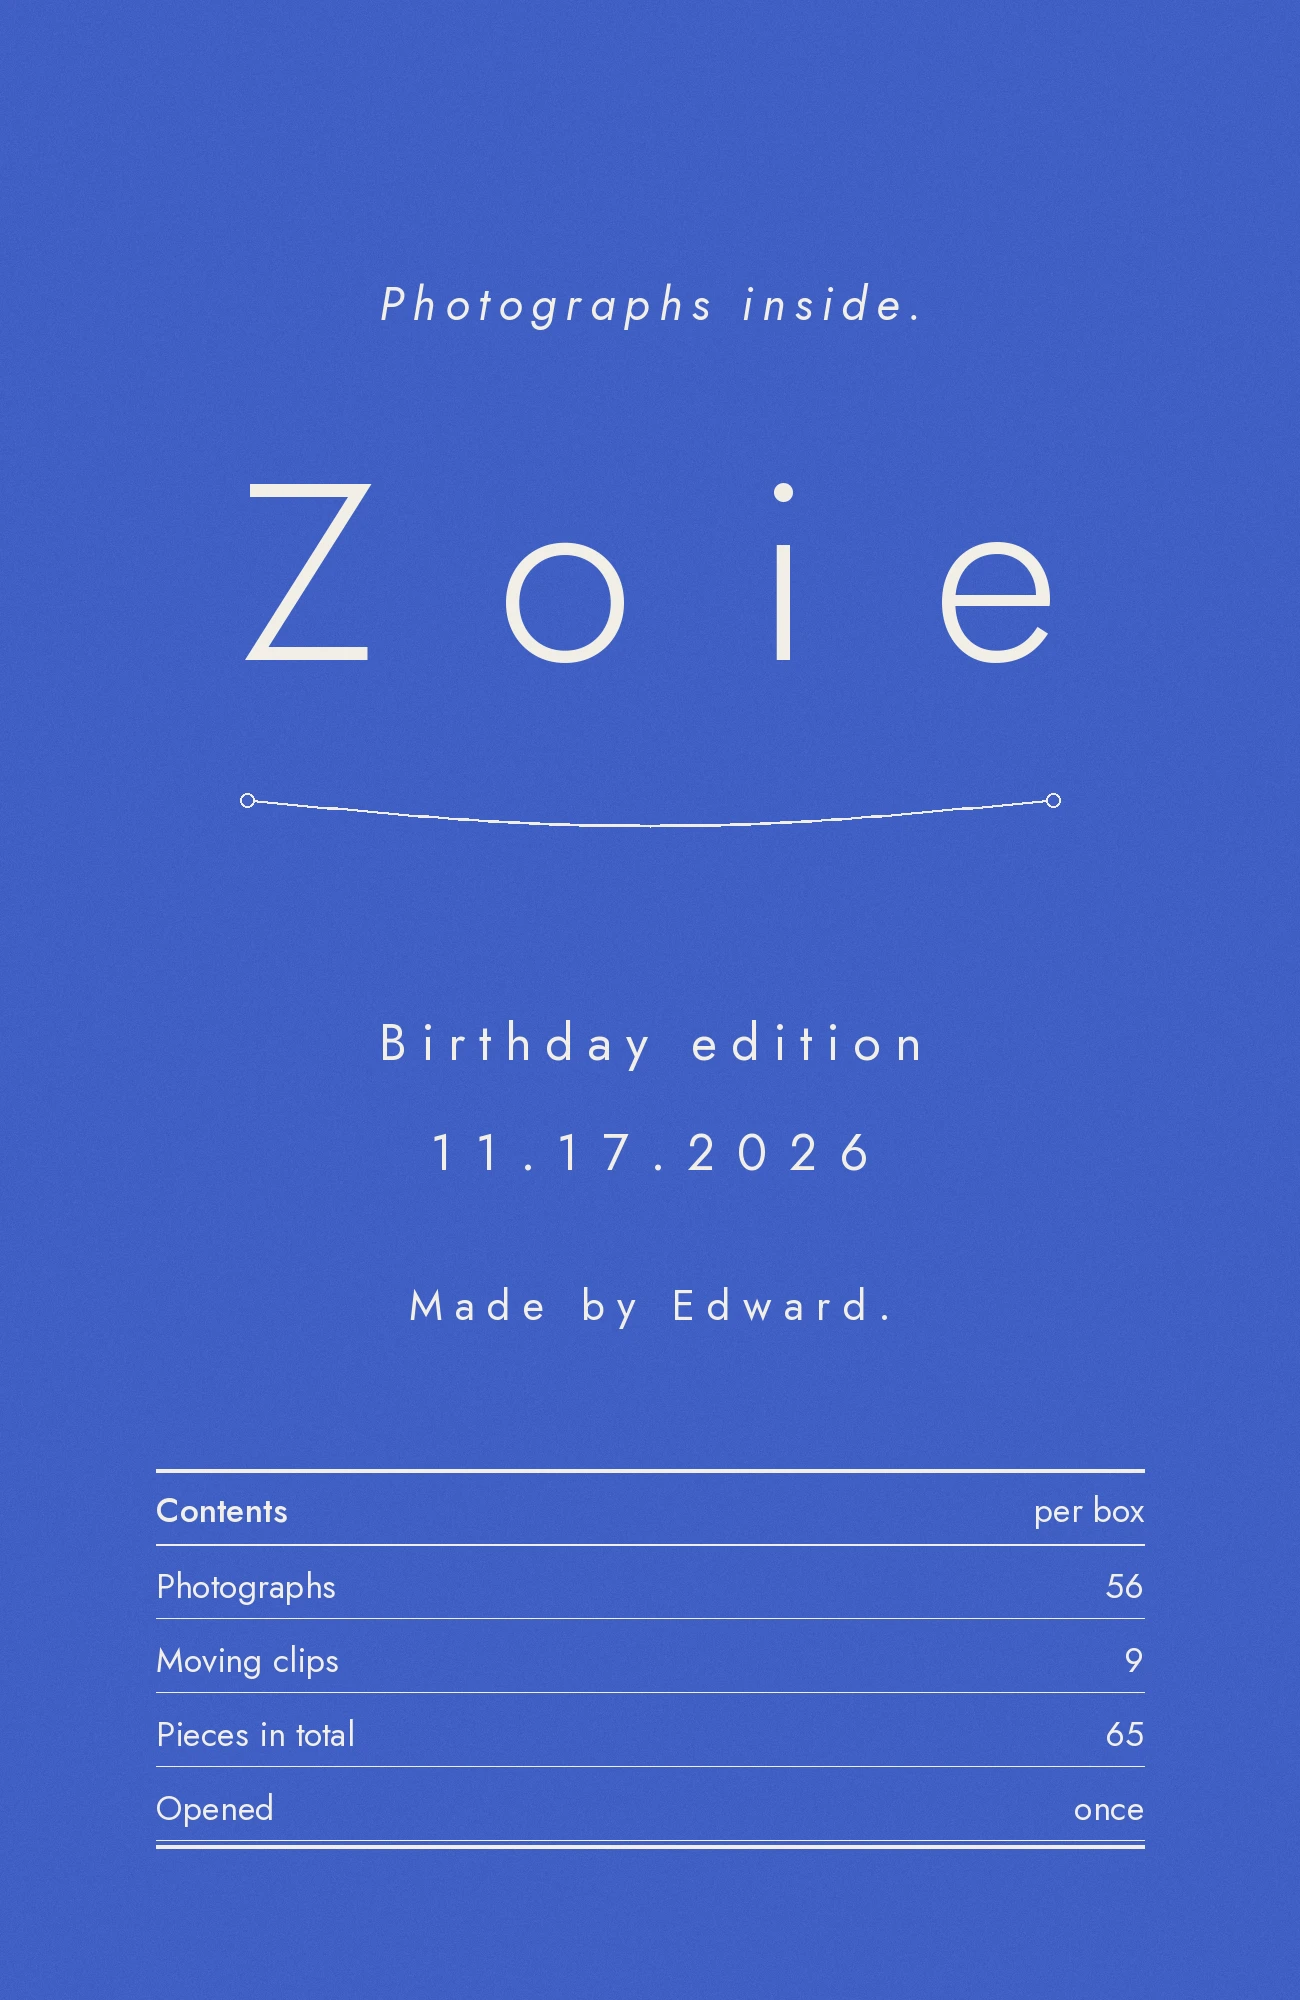 Photographs inside.
Zoie
Birthday edition
11.17.2026
Made by Edward.
Contents per box
Photographs 56
Moving clips 9
Pieces in total 65
Opened once